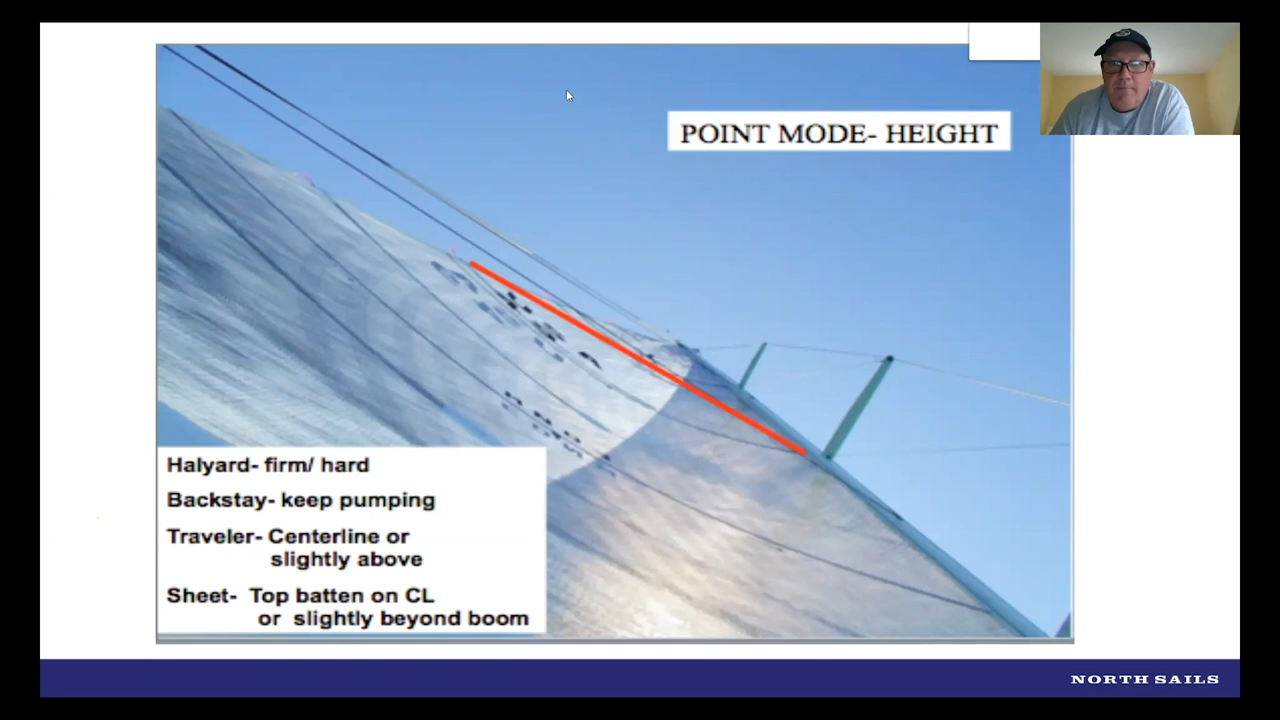 POINT MODE- HEIGHT
Halyard- firm/ hard
Backstay- keep pumping
Traveler- Centerline or
slightly above
Sheet- Top batten on CL
or slightly beyond boom
NORTH SAILS